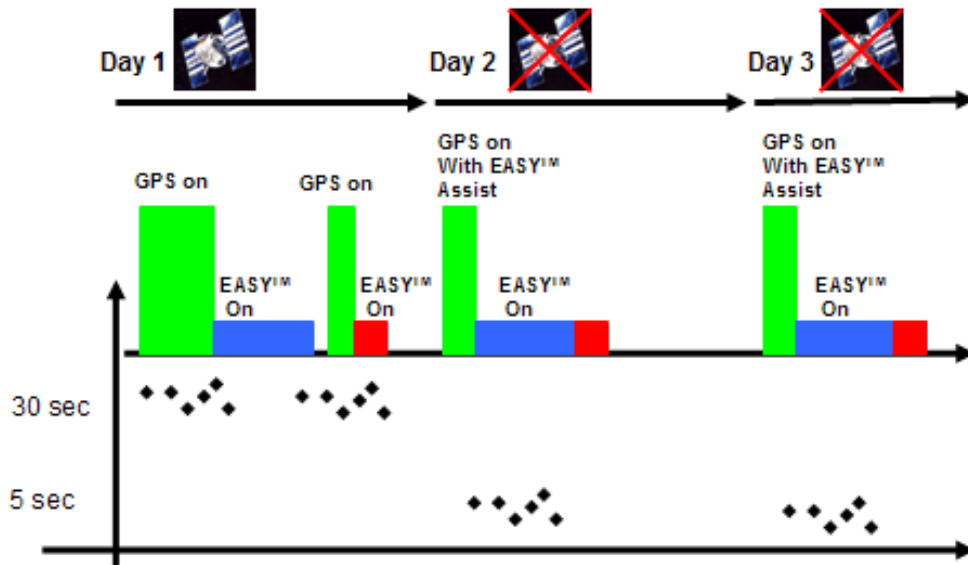 Day 1
Day 2
Day 3
GPS on
GPS on
GPS on
With EASY™
Assist
GPS on
With EASY™
Assist
EASY™
On
EASY™
On
EASY™
On
EASY™
On
30 sec
5 sec